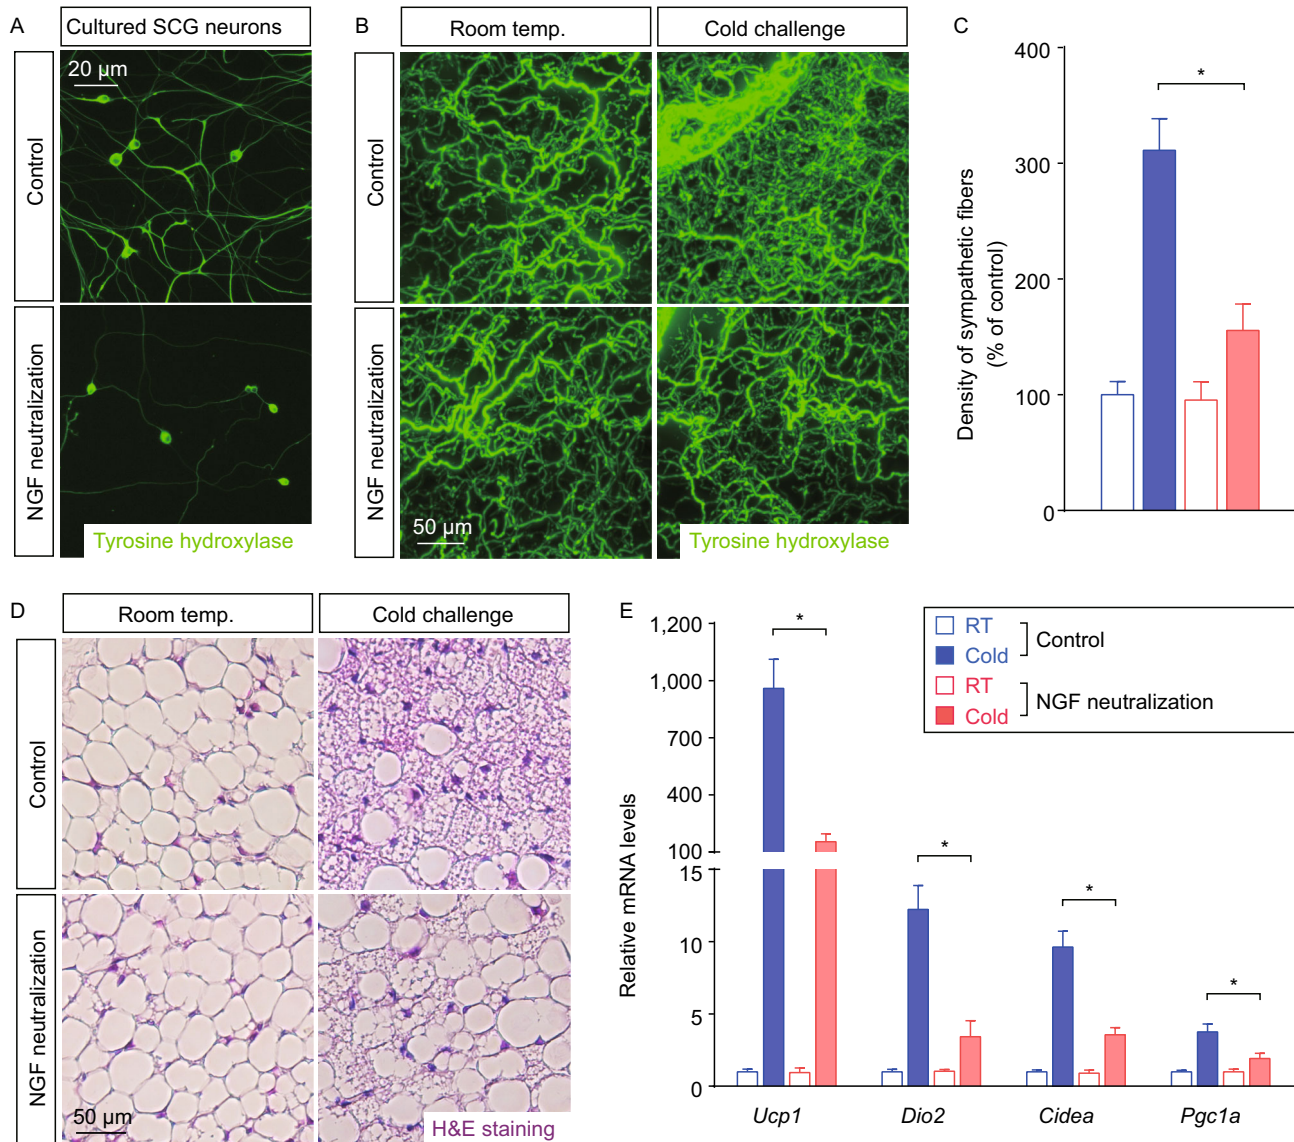 A
Cultured SCG neurons
Control
20 µm
NGF neutralization
Tyrosine hydroxylase
B
Room temp.
Cold challenge
Control
NGF neutralization
50 µm
Tyrosine hydroxylase
C
Density of sympathetic fibers
(% of control)
400
300
200
100
0
*
D
Room temp.
Cold challenge
Control
NGF neutralization
50 µm
H&E staining
E
Relative mRNA levels
1,200
1,000
700
400
100
15
10
5
0
*
*
*
*
Ucp1
Dio2
Cidea
Pgc1a
RT
Cold
Control
RT
Cold
NGF neutralization